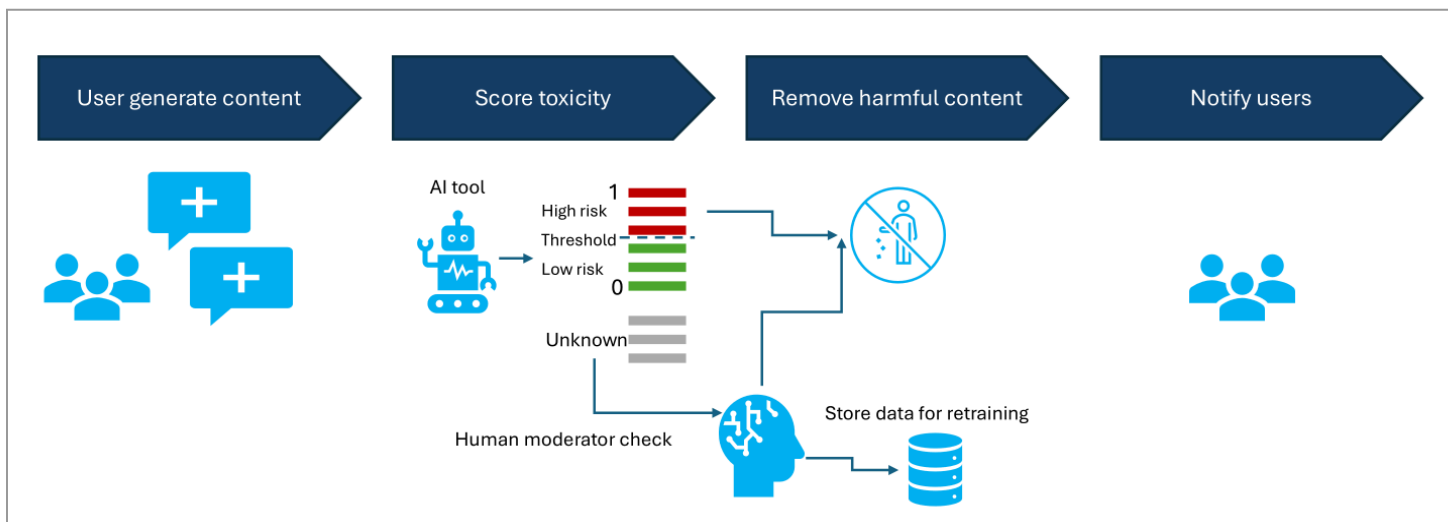 User generate content
Score toxicity
Remove harmful content
Notify users
AI tool
1
High risk
Threshold
Low risk
0
Unknown
Human moderator check
Store data for retraining